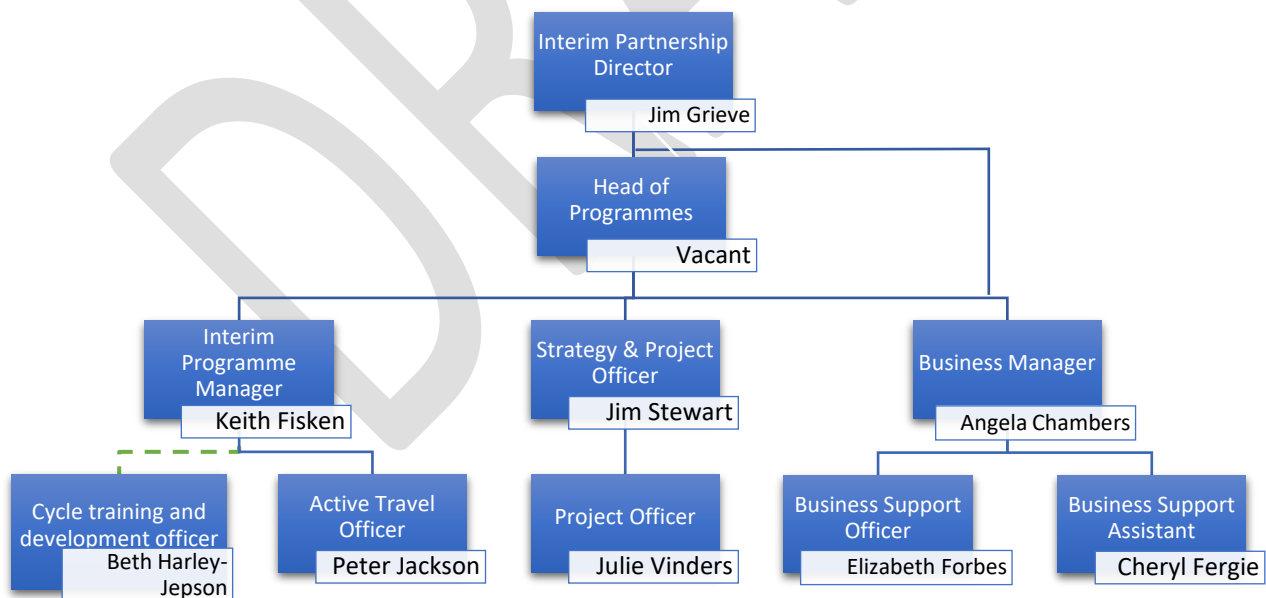 Interim Partnership
Director
Jim Grieve
Head of
Programmes
Vacant
Interim
Programme
Manager
Keith Fisken
Strategy & Project
Officer
Jim Stewart
Business Manager
Angela Chambers
Cycle training and
development officer
Beth Harley-
Jepson
Active Travel
Officer
Peter Jackson
Project Officer
Julie Vinders
Business Support
Officer
Elizabeth Forbes
Business Support
Assistant
Cheryl Fergie